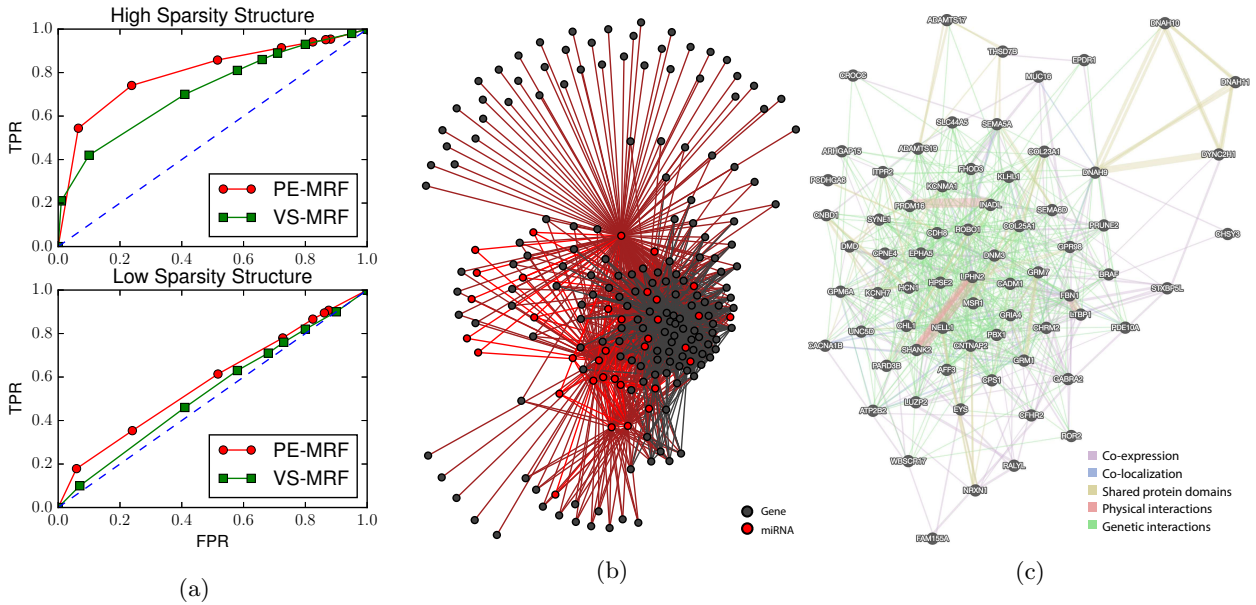 High Sparsity Structure
1.0
0.8
0.6
0.4
0.2
0.0
TPR
PE-MRF
VS-MRF
0.0 0.2 0.4 0.6 0.8 1.0
Low Sparsity Structure
1.0
0.8
0.6
0.4
0.2
0.0
TPR
PE-MRF
VS-MRF
0.0 0.2 0.4 0.6 0.8 1.0
FPR
(a)
Gene
miRNA
(b)
ADAMTS17
DNAH10
THSD7B
EPDR1
CROCC
MUC16
DNAH11
SLC44A5
SEMA5A
ARHGAP15
ADAMTS19
COL23A1
DYNC2H1
PCDHGA6
ITPR2
FHOD3
KLHL1
DNAH9
KCNMA1
CNBD1
SYNE1
PRDM16
INADL
SEMA6D
PRUNE2
CDH6
ROBO1
COL25A1
CHSY3
DMD
CPNE4
EPHA5
DNM3
GPR98
LPHN2
GRM7
BRAF
GPM6A
KCNH7
HCN1
HIPSE2
CADM1
FBN1
STXBP5L
MSR1
UNC5D
CHL1
NELL1
GRIA4
LTBP1
PBX1
CHRM2
PDE10A
CACNA1B
SHANK2
CNTNAP2
PARD3B
AFF3
GRM1
CPS1
GABRA2
ATP2B2
LUZP2
EYS
CFHR2
ROR2
WBSCR17
RALYL
NRXN1
FAM155A
Co-expression
Co-localization
Shared protein domains
Physical interactions
Genetic interactions
(c)